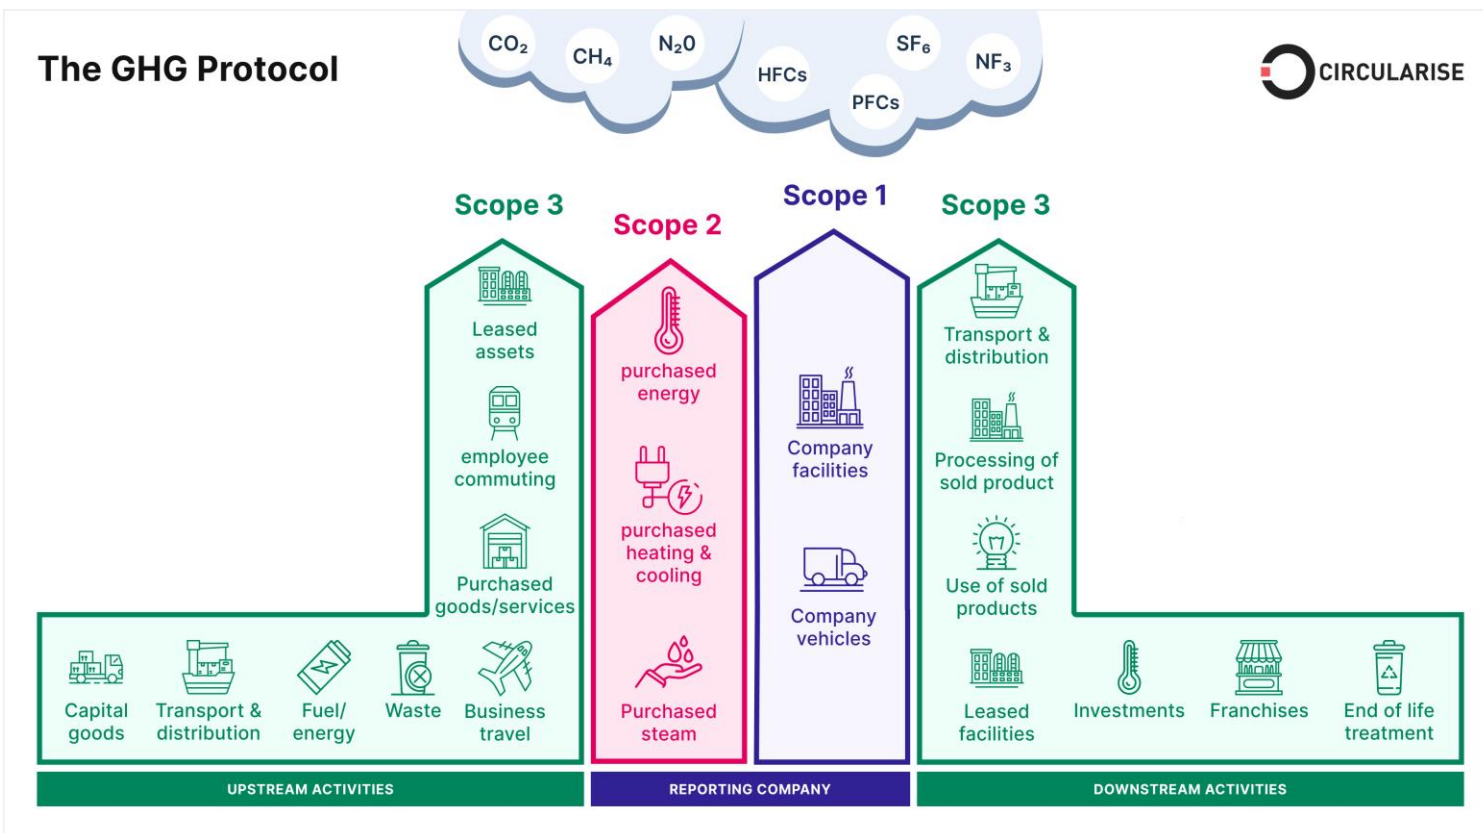 The GHG Protocol
CO₂
CH₄
N₂0
HFCs
PFCs
SF₆
NF₃
CIRCULARISE
Scope 3
Leased
assets
employee
commuting
Purchased
goods/services
Capital
goods
Transport &
distribution
Fuel/
energy
Waste
Business
travel
UPSTREAM ACTIVITIES
Scope 2
purchased
energy
purchased
heating &
cooling
Purchased
steam
Scope 1
Company
facilities
Company
vehicles
REPORTING COMPANY
Scope 3
Transport &
distribution
Processing of
sold product
Use of sold
products
Leased
facilities
Investments
Franchises
End of life
treatment
DOWNSTREAM ACTIVITIES